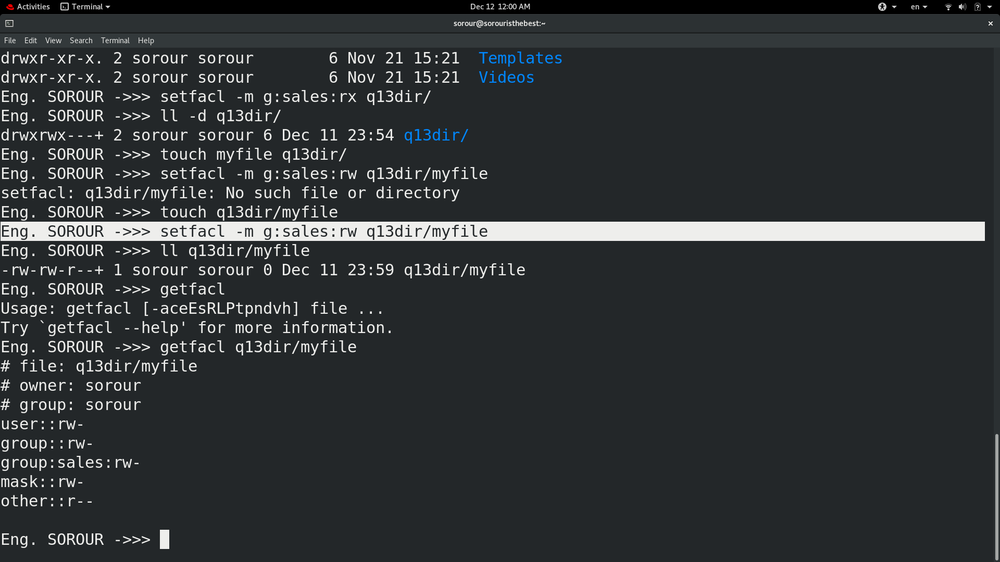 Activities Terminal Dec 12 12:00 AM en
sorour@sorouristhebest:~
File Edit View Search Terminal Help
drwxr-xr-x. 2 sorour sorour        6 Nov 21 15:21  Templates
drwxr-xr-x. 2 sorour sorour        6 Nov 21 15:21  Videos
Eng. SOROUR ->>> setfacl -m g:sales:rx q13dir/
Eng. SOROUR ->>> ll -d q13dir/
drwxrwx---+ 2 sorour sorour 6 Dec 11 23:54 q13dir/
Eng. SOROUR ->>> touch myfile q13dir/
Eng. SOROUR ->>> setfacl -m g:sales:rw q13dir/myfile
setfacl: q13dir/myfile: No such file or directory
Eng. SOROUR ->>> touch q13dir/myfile
Eng. SOROUR ->>> setfacl -m g:sales:rw q13dir/myfile
Eng. SOROUR ->>> ll q13dir/myfile
-rw-rw-r--+ 1 sorour sorour 0 Dec 11 23:59 q13dir/myfile
Eng. SOROUR ->>> getfacl
Usage: getfacl [-aceEsRLPtpndvh] file ...
Try `getfacl --help' for more information.
Eng. SOROUR ->>> getfacl q13dir/myfile
# file: q13dir/myfile
# owner: sorour
# group: sorour
user::rw-
group::rw-
group:sales:rw-
mask::rw-
other::r--
Eng. SOROUR ->>>